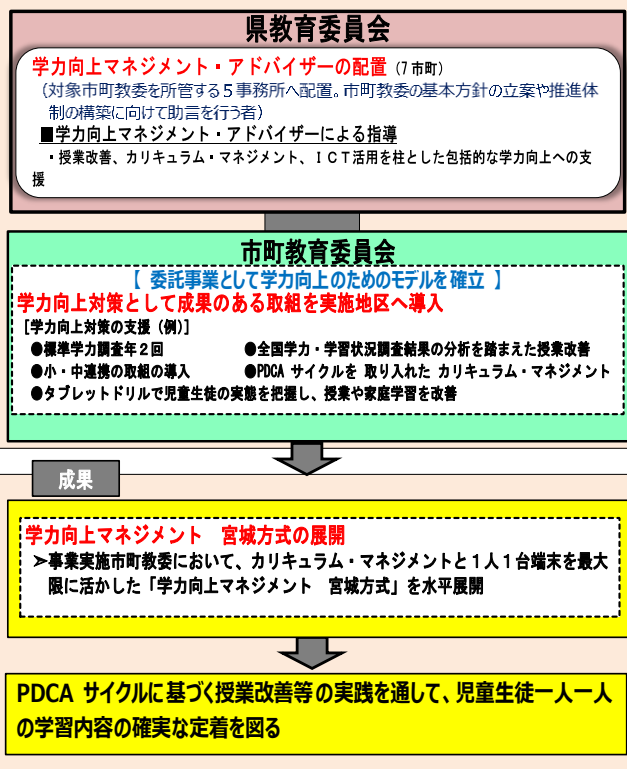 県教育委員会
学力向上マネジメント・アドバイザーの配置（7市町）
（対象市町教委を所管する５事務所へ配置。市町教委の基本方針の立案や推進体
制の構築に向けて助言を行う者）
■学力向上マネジメント・アドバイザーによる指導
・授業改善、カリキュラム・マネジメント、ＩＣＴ活用を柱とした包括的な学力向上への支
援
市町教育委員会
【 委託事業として学力向上のためのモデルを確立 】
学力向上対策として成果のある取組を実施地区へ導入
［学力向上対策の支援（例）］
●標準学力調査年２回 ●全国学力・学習状況調査結果の分析を踏まえた授業改善
●小・中連携の取組の導入 ●PDCA サイクルを 取り入れた カリキュラム・マネジメント
●タブレットドリルで児童生徒の実態を把握し、授業や家庭学習を改善
成果
学力向上マネジメント　宮城方式の展開
➢事業実施市町教委において、カリキュラム・マネジメントと１人１台端末を最大
限に活かした「学力向上マネジメント　宮城方式」を水平展開
PDCA サイクルに基づく授業改善等の実践を通して、児童生徒一人一人
の学習内容の確実な定着を図る